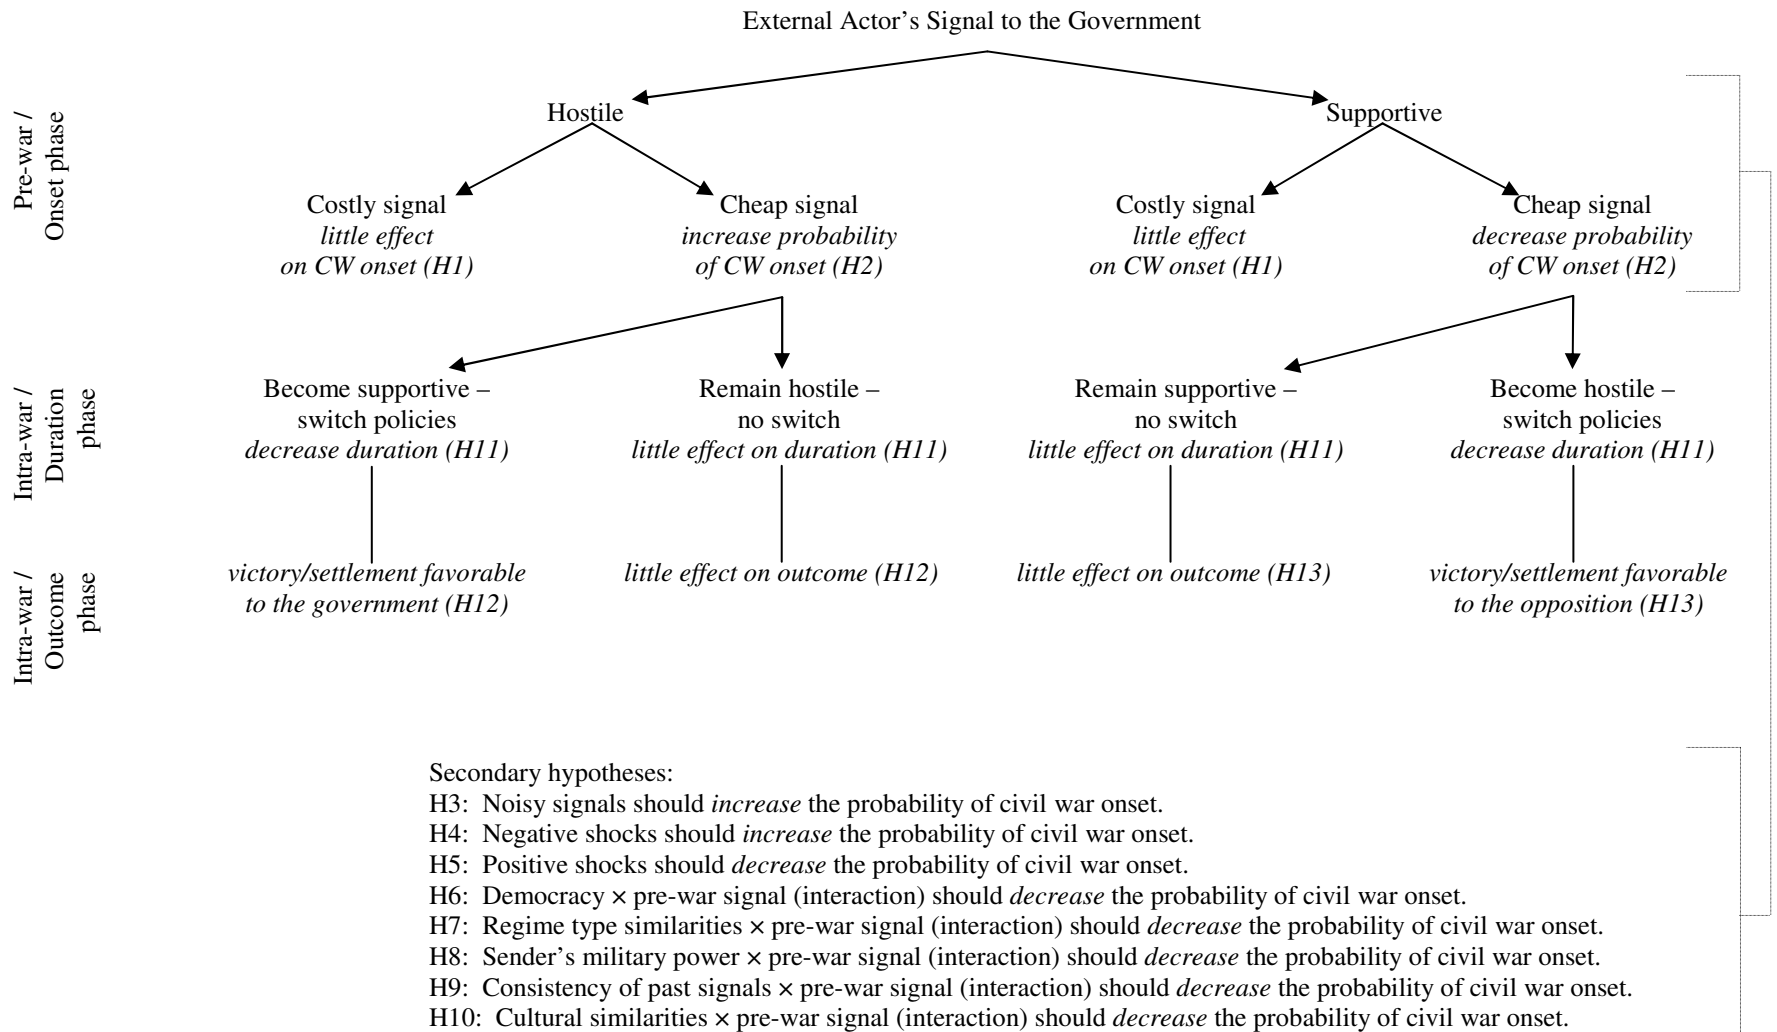 External Actor’s Signal to the Government
Pre-war /
Onset phase
Hostile
Supportive
Costly signal
little effect
on CW onset (H1)
Cheap signal
increase probability
of CW onset (H2)
Costly signal
little effect
on CW onset (H1)
Cheap signal
decrease probability
of CW onset (H2)
Intra-war /
Duration
phase
Become supportive –
switch policies
decrease duration (H11)
Remain hostile –
no switch
little effect on duration (H11)
Remain supportive –
no switch
little effect on duration (H11)
Become hostile –
switch policies
decrease duration (H11)
Intra-war /
Outcome
phase
victory/settlement favorable
to the government (H12)
little effect on outcome (H12)
little effect on outcome (H13)
victory/settlement favorable
to the opposition (H13)
Secondary hypotheses:
H3: Noisy signals should increase the probability of civil war onset.
H4: Negative shocks should increase the probability of civil war onset.
H5: Positive shocks should decrease the probability of civil war onset.
H6: Democracy × pre-war signal (interaction) should decrease the probability of civil war onset.
H7: Regime type similarities × pre-war signal (interaction) should decrease the probability of civil war onset.
H8: Sender’s military power × pre-war signal (interaction) should decrease the probability of civil war onset.
H9: Consistency of past signals × pre-war signal (interaction) should decrease the probability of civil war onset.
H10: Cultural similarities × pre-war signal (interaction) should decrease the probability of civil war onset.